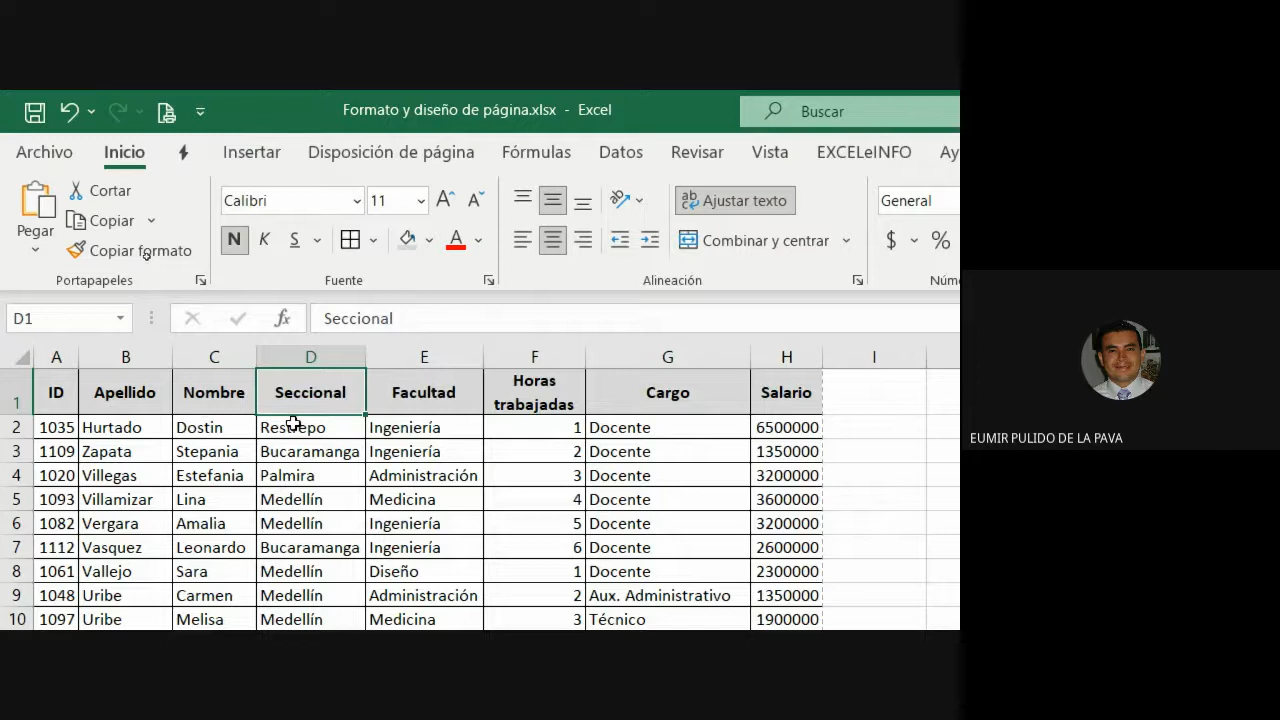 Formato y diseño de página.xlsx - Excel
Buscar
Archivo Inicio Insertar Disposición de página Fórmulas Datos Revisar Vista EXCELeINFO Ay
Pegar
Cortar
Copiar
Copiar formato
Portapapeles
Calibri 11
N K S A
Fuente
Ajustar texto
Combinar y centrar
Alineación
General
$ %
Núme
D1 fx Seccional
A B C D E F G H I
1 ID Apellido Nombre Seccional Facultad Horas trabajadas Cargo Salario
2 1035 Hurtado Dostin Restrepo Ingeniería 1 Docente 6500000
3 1109 Zapata Stepania Bucaramanga Ingeniería 2 Docente 1350000
4 1020 Villegas Estefania Palmira Administración 3 Docente 3200000
5 1093 Villamizar Lina Medellín Medicina 4 Docente 3600000
6 1082 Vergara Amalia Medellín Ingeniería 5 Docente 3200000
7 1112 Vasquez Leonardo Bucaramanga Ingeniería 6 Docente 2600000
8 1061 Vallejo Sara Medellín Diseño 1 Docente 2300000
9 1048 Uribe Carmen Medellín Administración 2 Aux. Administrativo 1350000
10 1097 Uribe Melisa Medellín Medicina 3 Técnico 1900000
EUMIR PULIDO DE LA PAVA